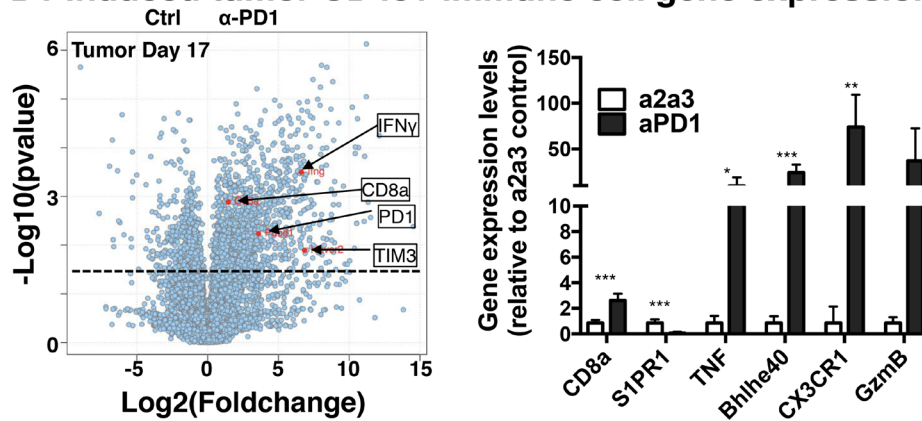 Ctrl α-PD1
Tumor Day 17
6
3
0
-5 0 5 10 15
-Log10(pvalue)
Log2(Foldchange)
IFNγ
CD8a
PD1
TIM3
Ifng
Gene expression levels
(relative to a2a3 control)
150
100
50
10
8
6
4
2
0
a2a3
aPD1
***
***
*
***
**
CD8a
S1PR1
TNF
Bhlhe40
CX3CR1
GzmB